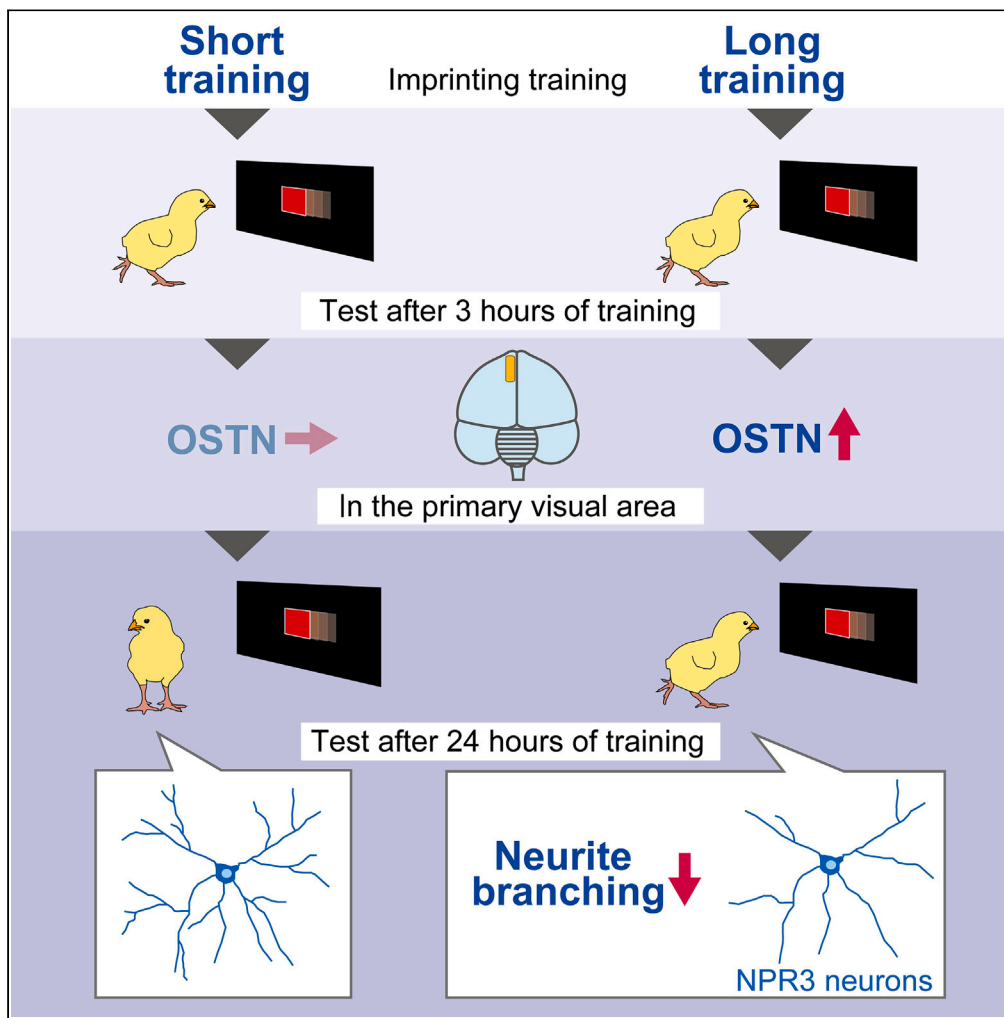 Short
training
Imprinting training
Long
training
Test after 3 hours of training
OSTN
OSTN
In the primary visual area
Test after 24 hours of training
Neurite
branching
NPR3 neurons